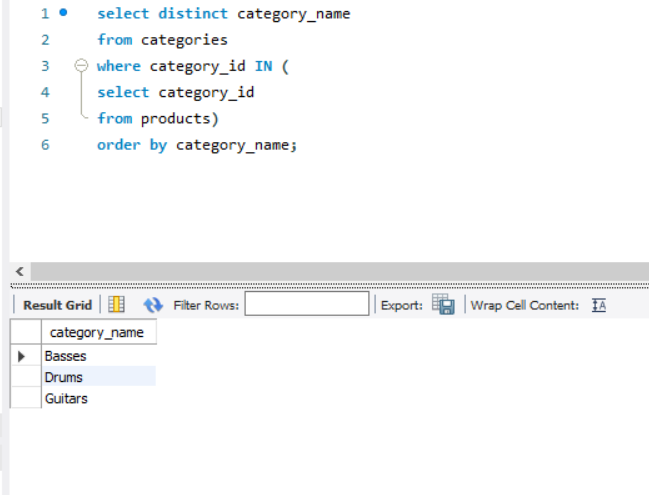 1 select distinct category_name
2 from categories
3 where category_id IN (
4 select category_id
5 from products)
6 order by category_name;
Result Grid Filter Rows: Export: Wrap Cell Content: IA
category_name
Basses
Drums
Guitars